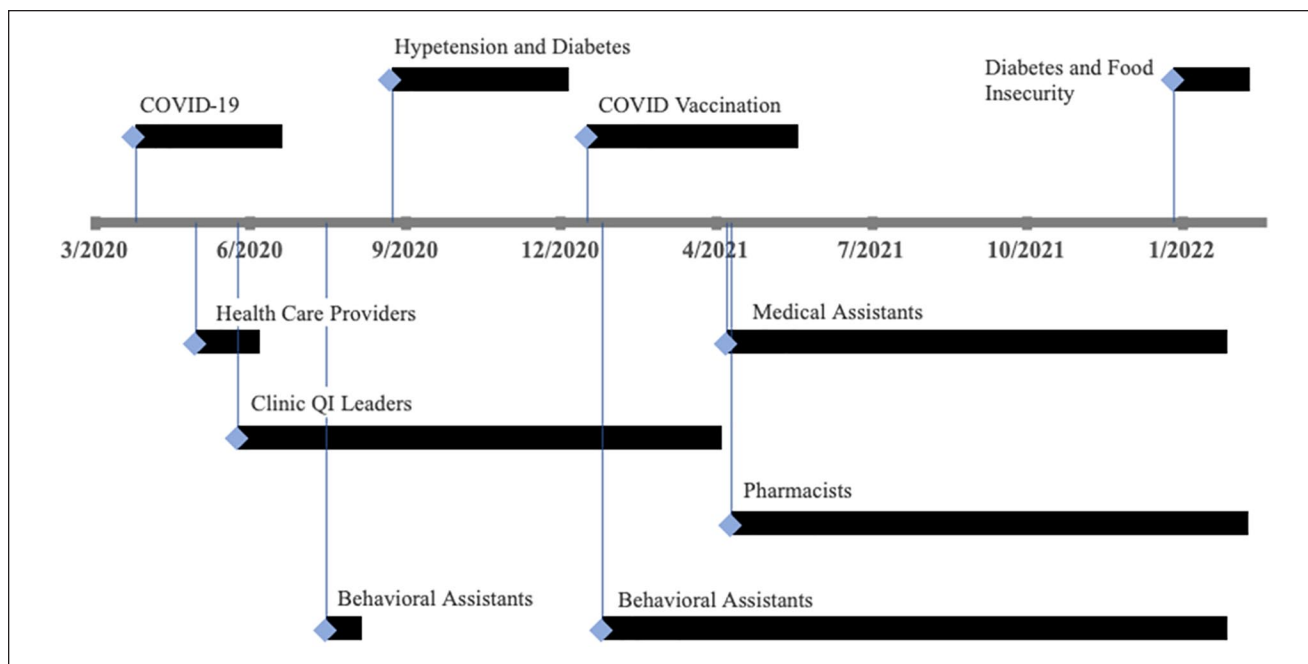 Hypetension and Diabetes
Diabetes and Food
Insecurity
COVID-19
COVID Vaccination
3/2020 6/2020 9/2020 12/2020 4/2021 7/2021 10/2021 1/2022
Health Care Providers
Medical Assistants
Clinic QI Leaders
Pharmacists
Behavioral Assistants
Behavioral Assistants